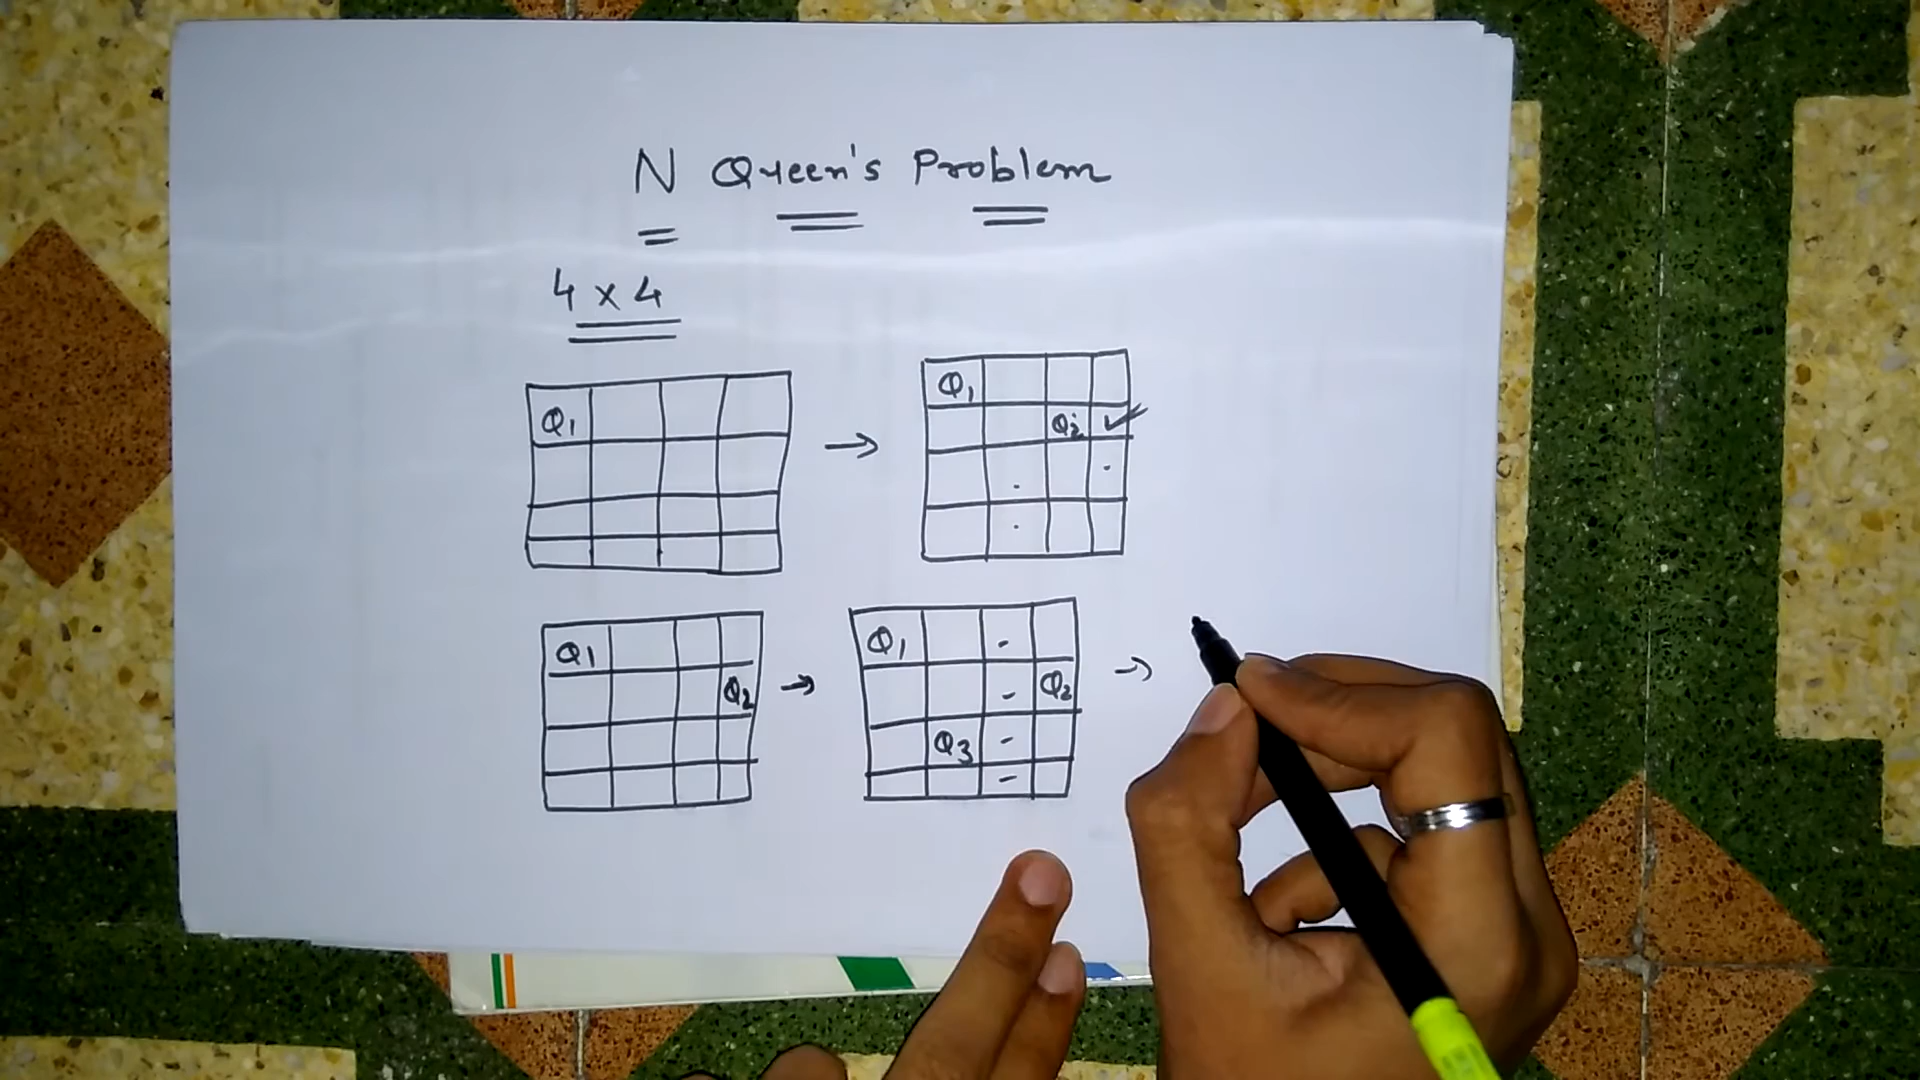 N Queen's Problem
4 x 4
Q1
Q1
Q2 ✓
Q1
Q2
Q1 -
- Q2
Q3 -
-